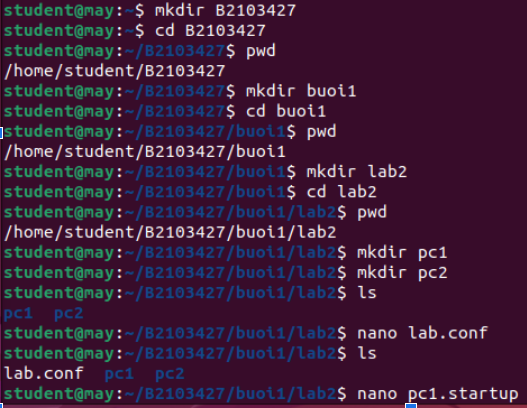 student@may:~$ mkdir B2103427
student@may:~$ cd B2103427
student@may:~/B2103427$ pwd
/home/student/B2103427
student@may:~/B2103427$ mkdir buoi1
student@may:~/B2103427$ cd buoi1
student@may:~/B2103427/buoi1$ pwd
/home/student/B2103427/buoi1
student@may:~/B2103427/buoi1$ mkdir lab2
student@may:~/B2103427/buoi1$ cd lab2
student@may:~/B2103427/buoi1/lab2$ pwd
/home/student/B2103427/buoi1/lab2
student@may:~/B2103427/buoi1/lab2$ mkdir pc1
student@may:~/B2103427/buoi1/lab2$ mkdir pc2
student@may:~/B2103427/buoi1/lab2$ ls
pc1  pc2
student@may:~/B2103427/buoi1/lab2$ nano lab.conf
student@may:~/B2103427/buoi1/lab2$ ls
lab.conf  pc1  pc2
student@may:~/B2103427/buoi1/lab2$ nano pc1.startup